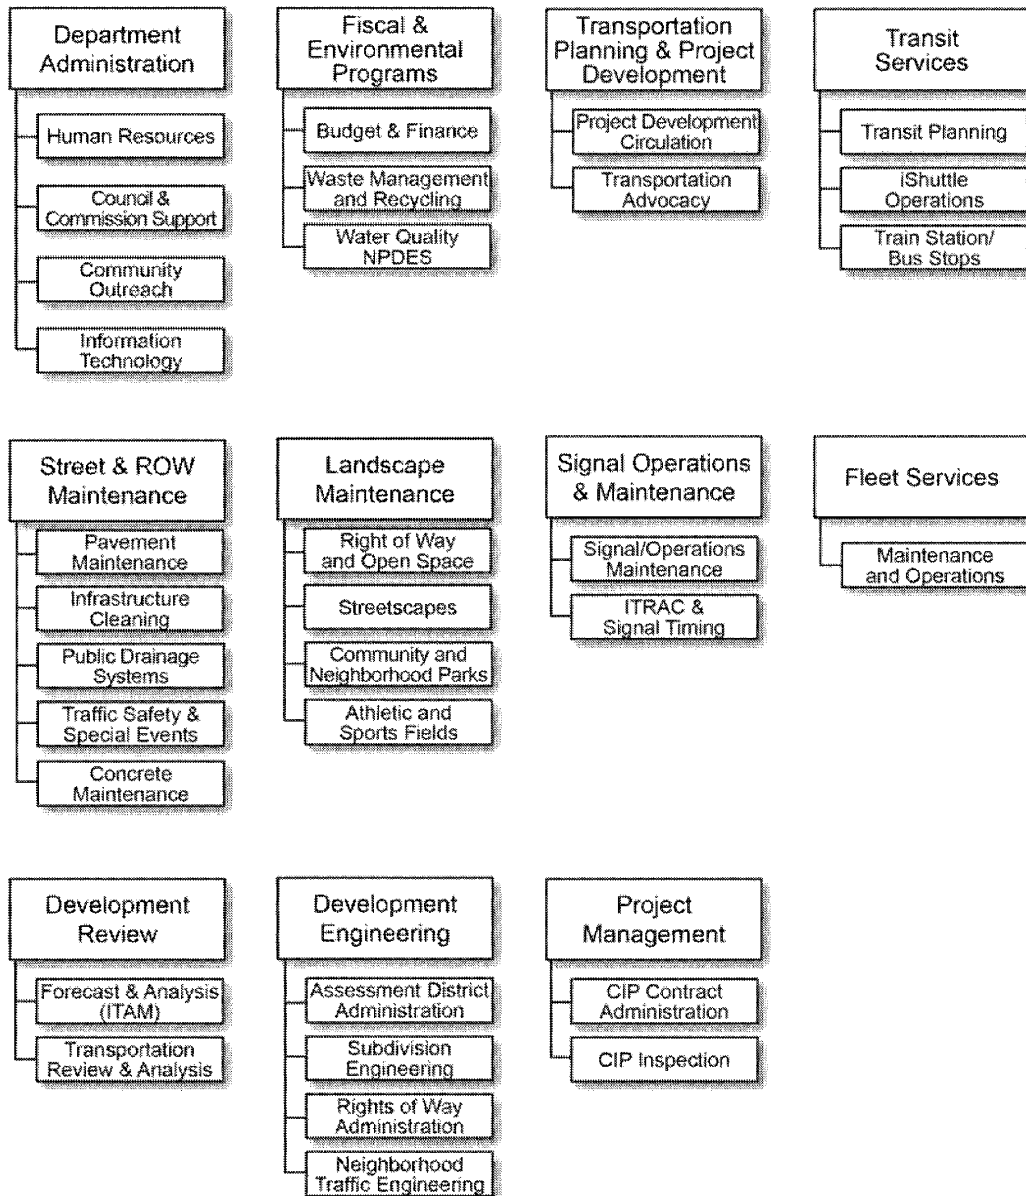 Department
Administration
Human Resources
Council &
Commission Support
Community
Outreach
Information
Technology
Fiscal &
Environmental
Programs
Budget & Finance
Waste Management
and Recycling
Water Quality
NPDES
Transportation
Planning & Project
Development
Project Development
Circulation
Transportation
Advocacy
Transit
Services
Transit Planning
iShuttle
Operations
Train Station/
Bus Stops
Street & ROW
Maintenance
Pavement
Maintenance
Infrastructure
Cleaning
Public Drainage
Systems
Traffic Safety &
Special Events
Concrete
Maintenance
Landscape
Maintenance
Right of Way
and Open Space
Streetscapes
Community and
Neighborhood Parks
Athletic and
Sports Fields
Signal Operations
& Maintenance
Signal/Operations
Maintenance
ITRAC &
Signal Timing
Fleet Services
Maintenance
and Operations
Development
Review
Forecast & Analysis
(ITAM)
Transportation
Review & Analysis
Development
Engineering
Assessment District
Administration
Subdivision
Engineering
Rights of Way
Administration
Neighborhood
Traffic Engineering
Project
Management
CIP Contract
Administration
CIP Inspection